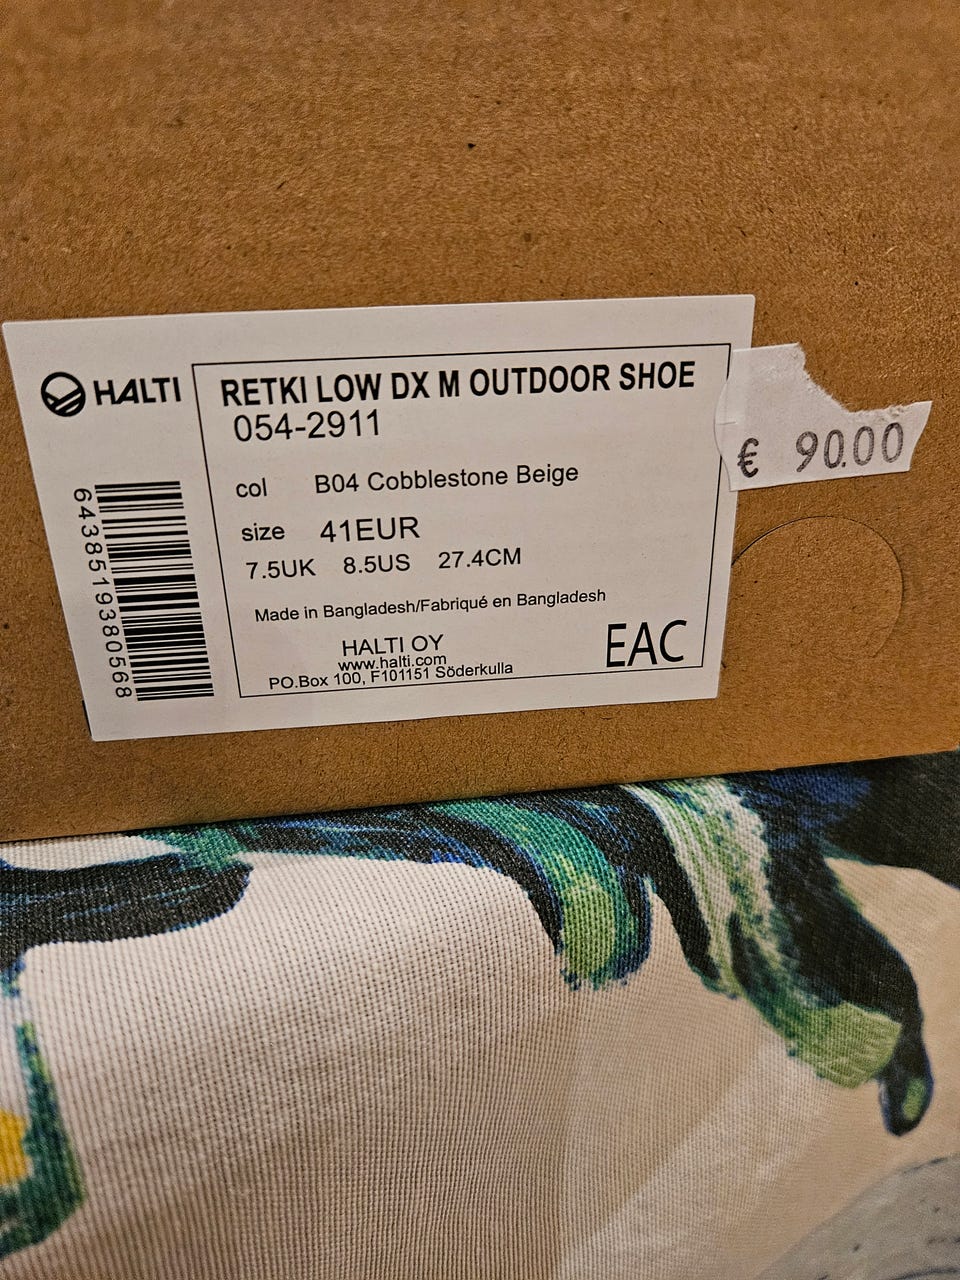 HALTI
RETKI LOW DX M OUTDOOR SHOE
054-2911
col B04 Cobblestone Beige
size 41EUR
7.5UK 8.5US 27.4CM
Made in Bangladesh/Fabriqué en Bangladesh
HALTI OY
www.halti.com
PO.Box 100, F101151 Söderkulla
EAC
6438519380568
€ 90.00